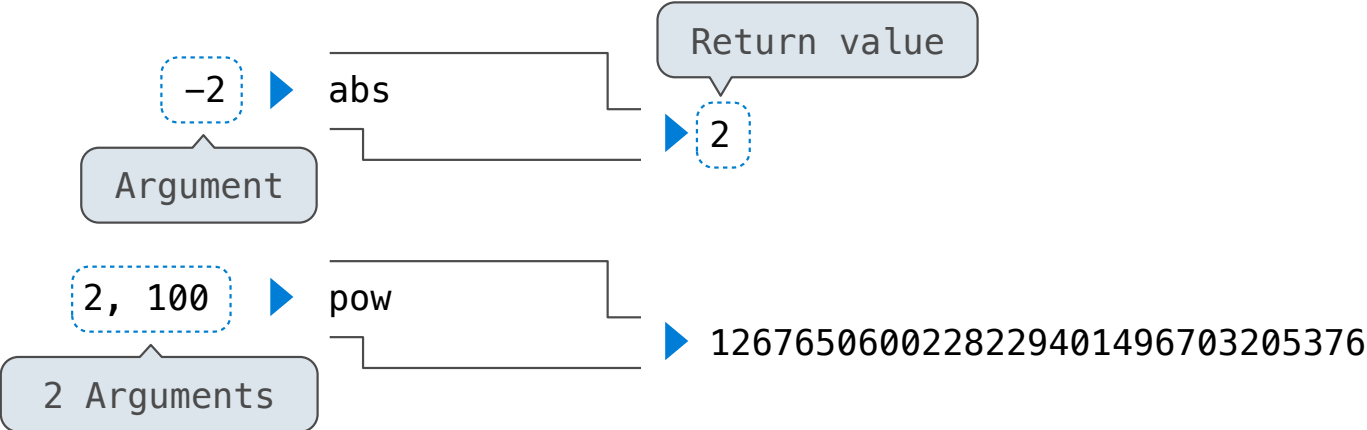 Return value
-2 abs
2
Argument
2, 100 pow
1267650600228229401496703205376
2 Arguments